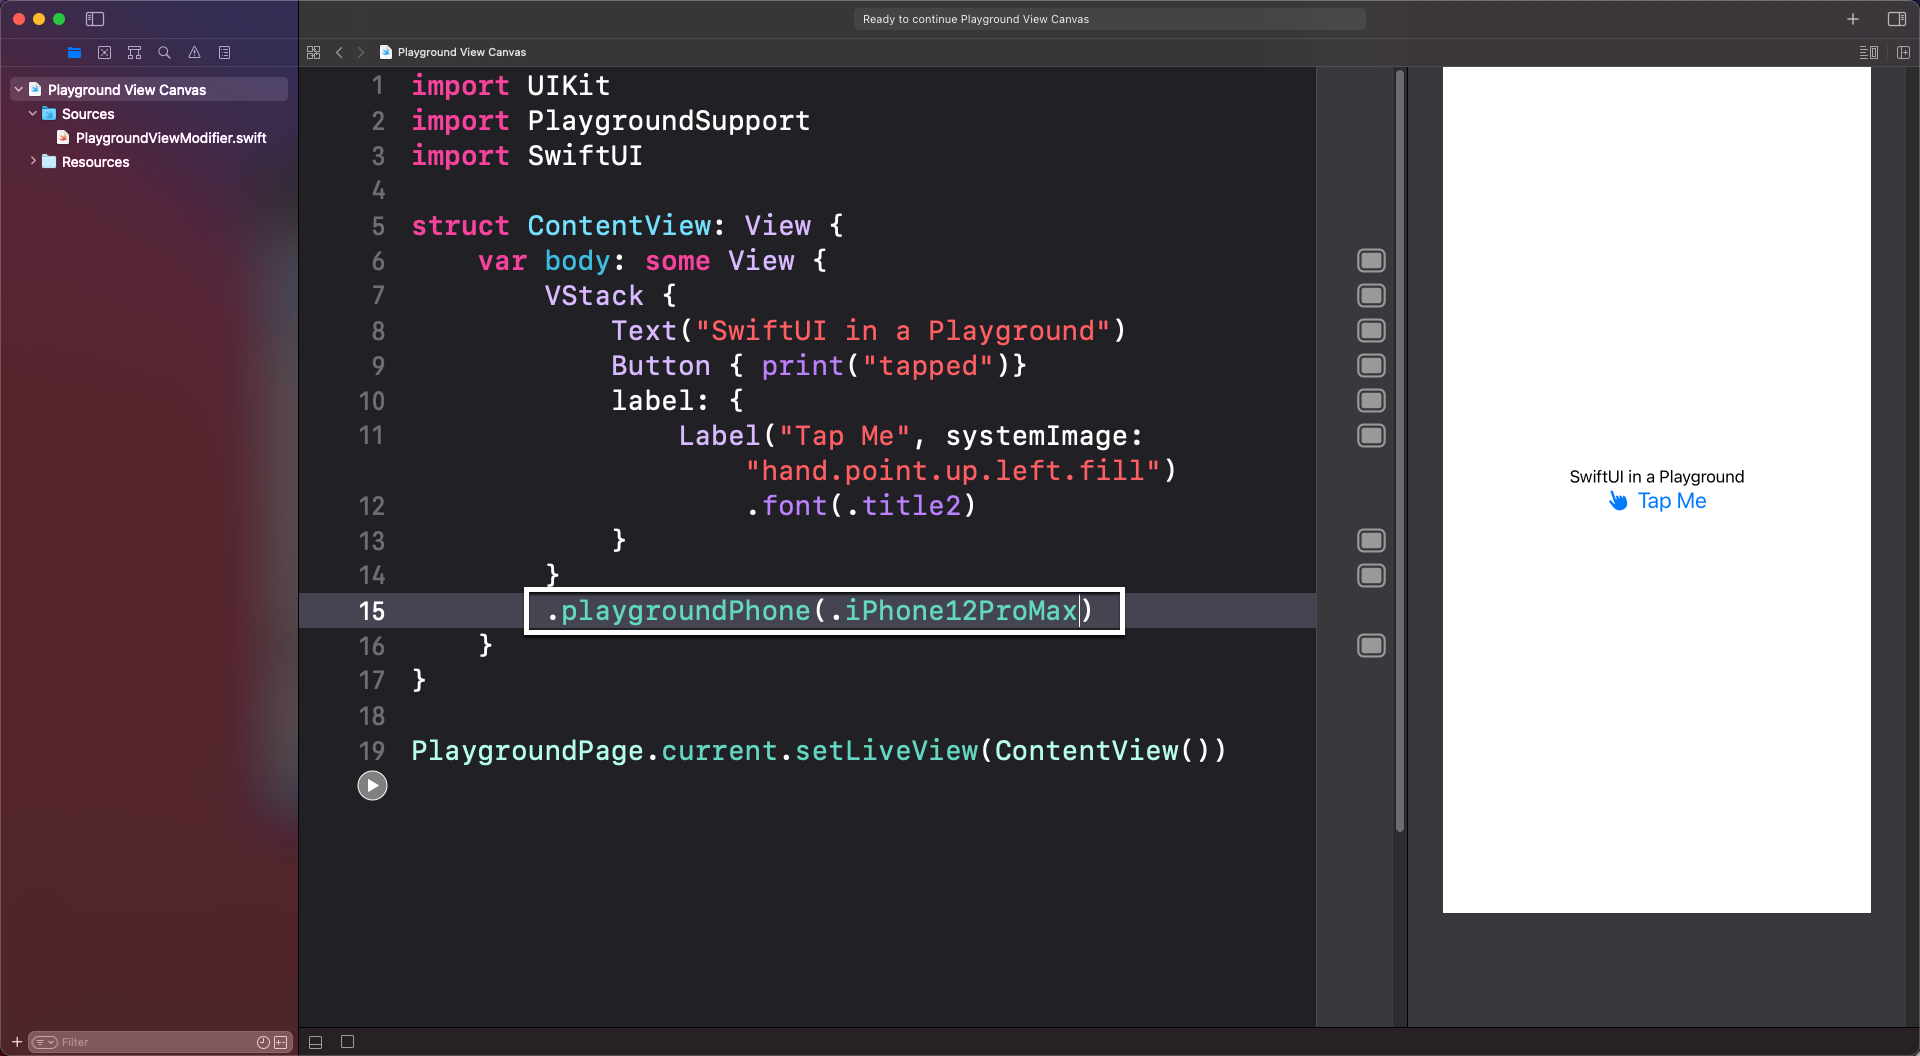 Ready to continue Playground View Canvas
Playground View Canvas
Playground View Canvas
Sources
PlaygroundViewModifier.swift
Resources
1 import UIKit
2 import PlaygroundSupport
3 import SwiftUI
4
5 struct ContentView: View {
6 var body: some View {
7 VStack {
8 Text("SwiftUI in a Playground")
9 Button { print("tapped")}
10 label: {
11 Label("Tap Me", systemImage:
"hand.point.up.left.fill")
12 .font(.title2)
13 }
14 }
15 .playgroundPhone(.iPhone12ProMax)
16 }
17 }
18
19 PlaygroundPage.current.setLiveView(ContentView())
SwiftUI in a Playground
Tap Me
Filter